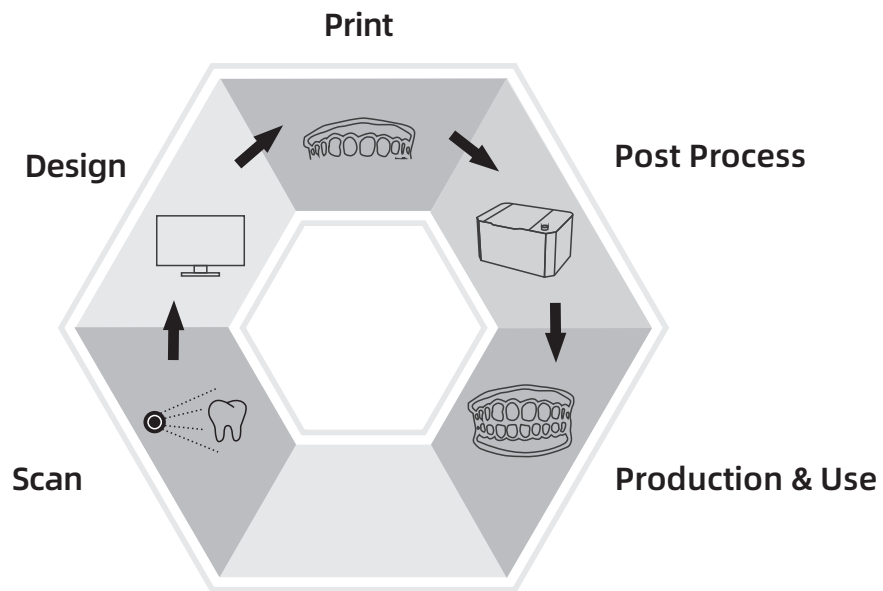 Print
Design
Post Process
Scan
Production & Use